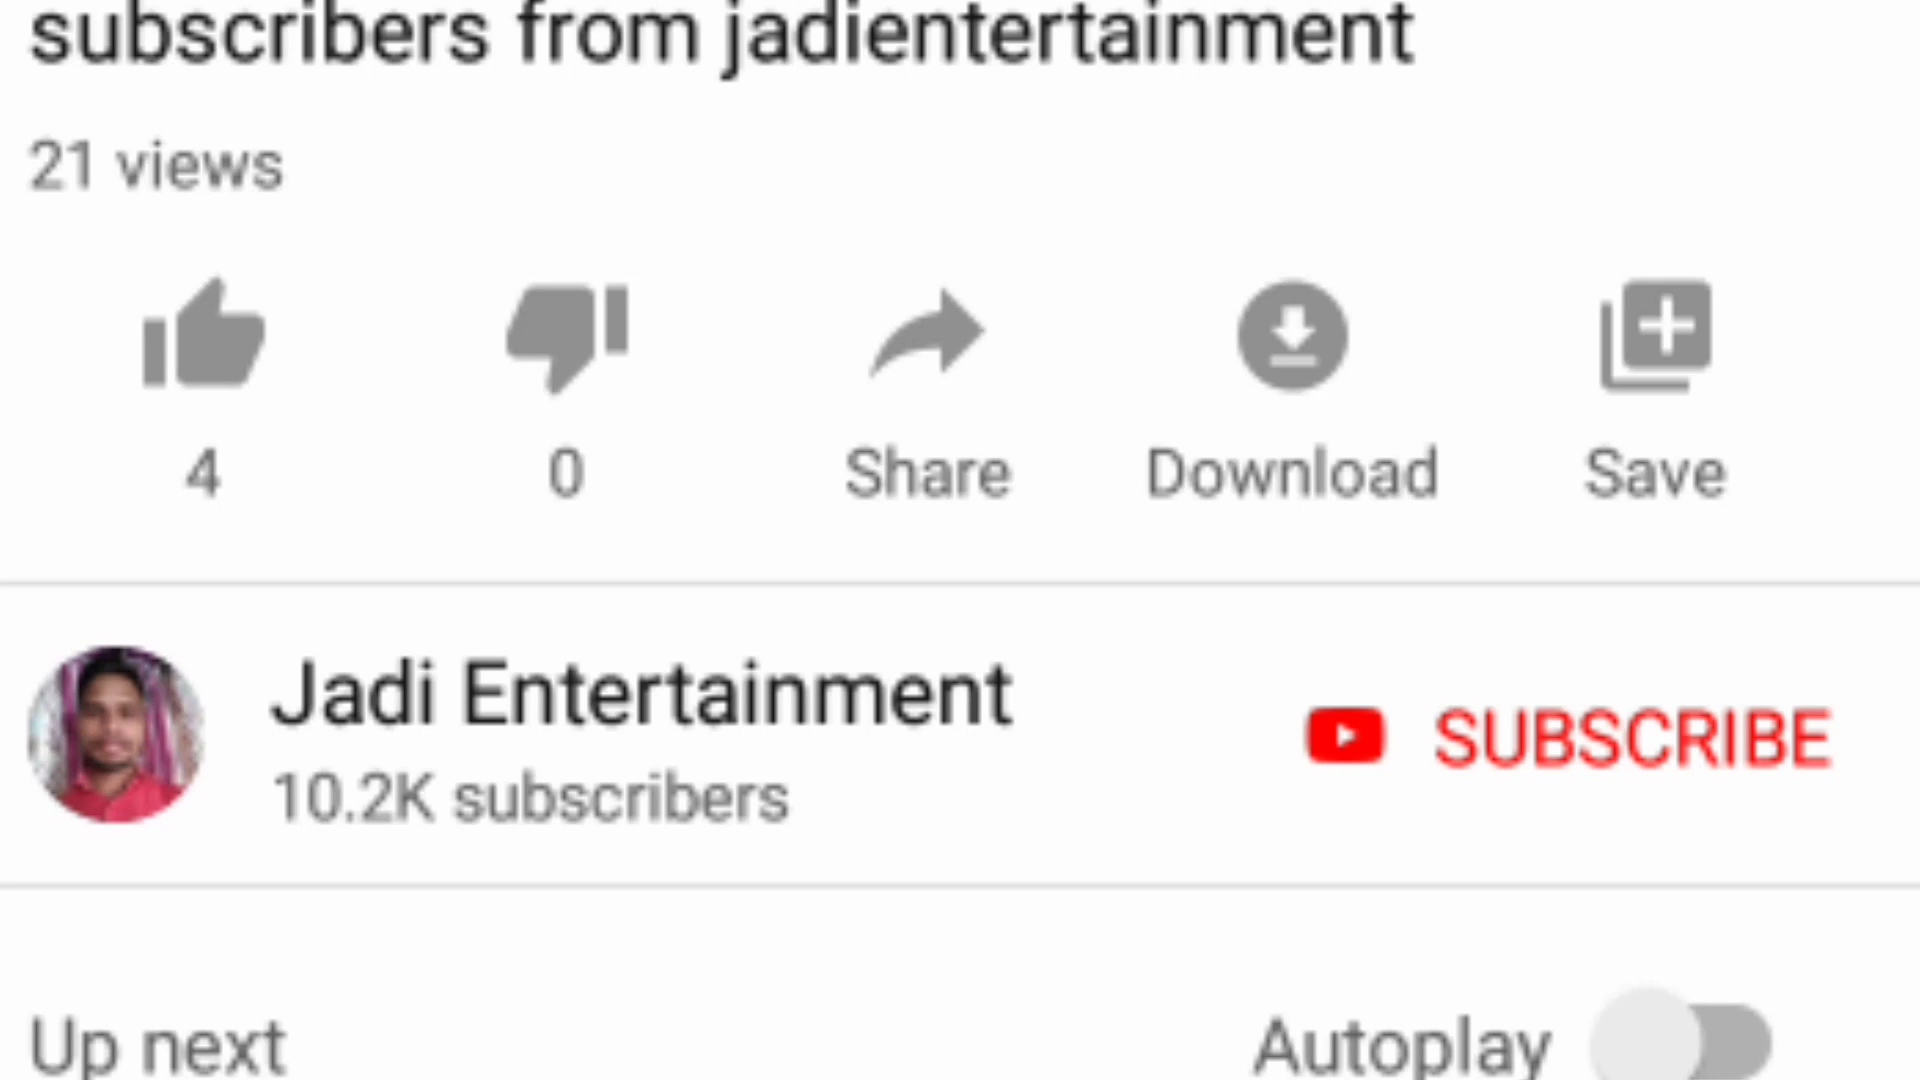 subscribers from jadientertainment
21 views
4 0 Share Download Save
Jadi Entertainment
10.2K subscribers
SUBSCRIBE
Up next Autoplay